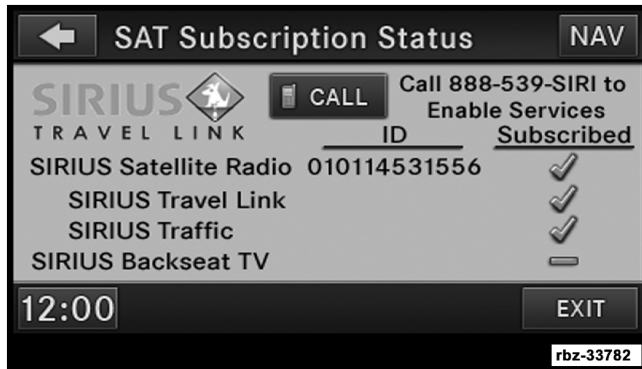 SAT Subscription Status
NAV
SIRIUS
TRAVEL LINK
CALL
Call 888-539-SIRI to
Enable Services
ID Subscribed
SIRIUS Satellite Radio 010114531556
SIRIUS Travel Link
SIRIUS Traffic
SIRIUS Backseat TV
12:00
EXIT
rbz-33782